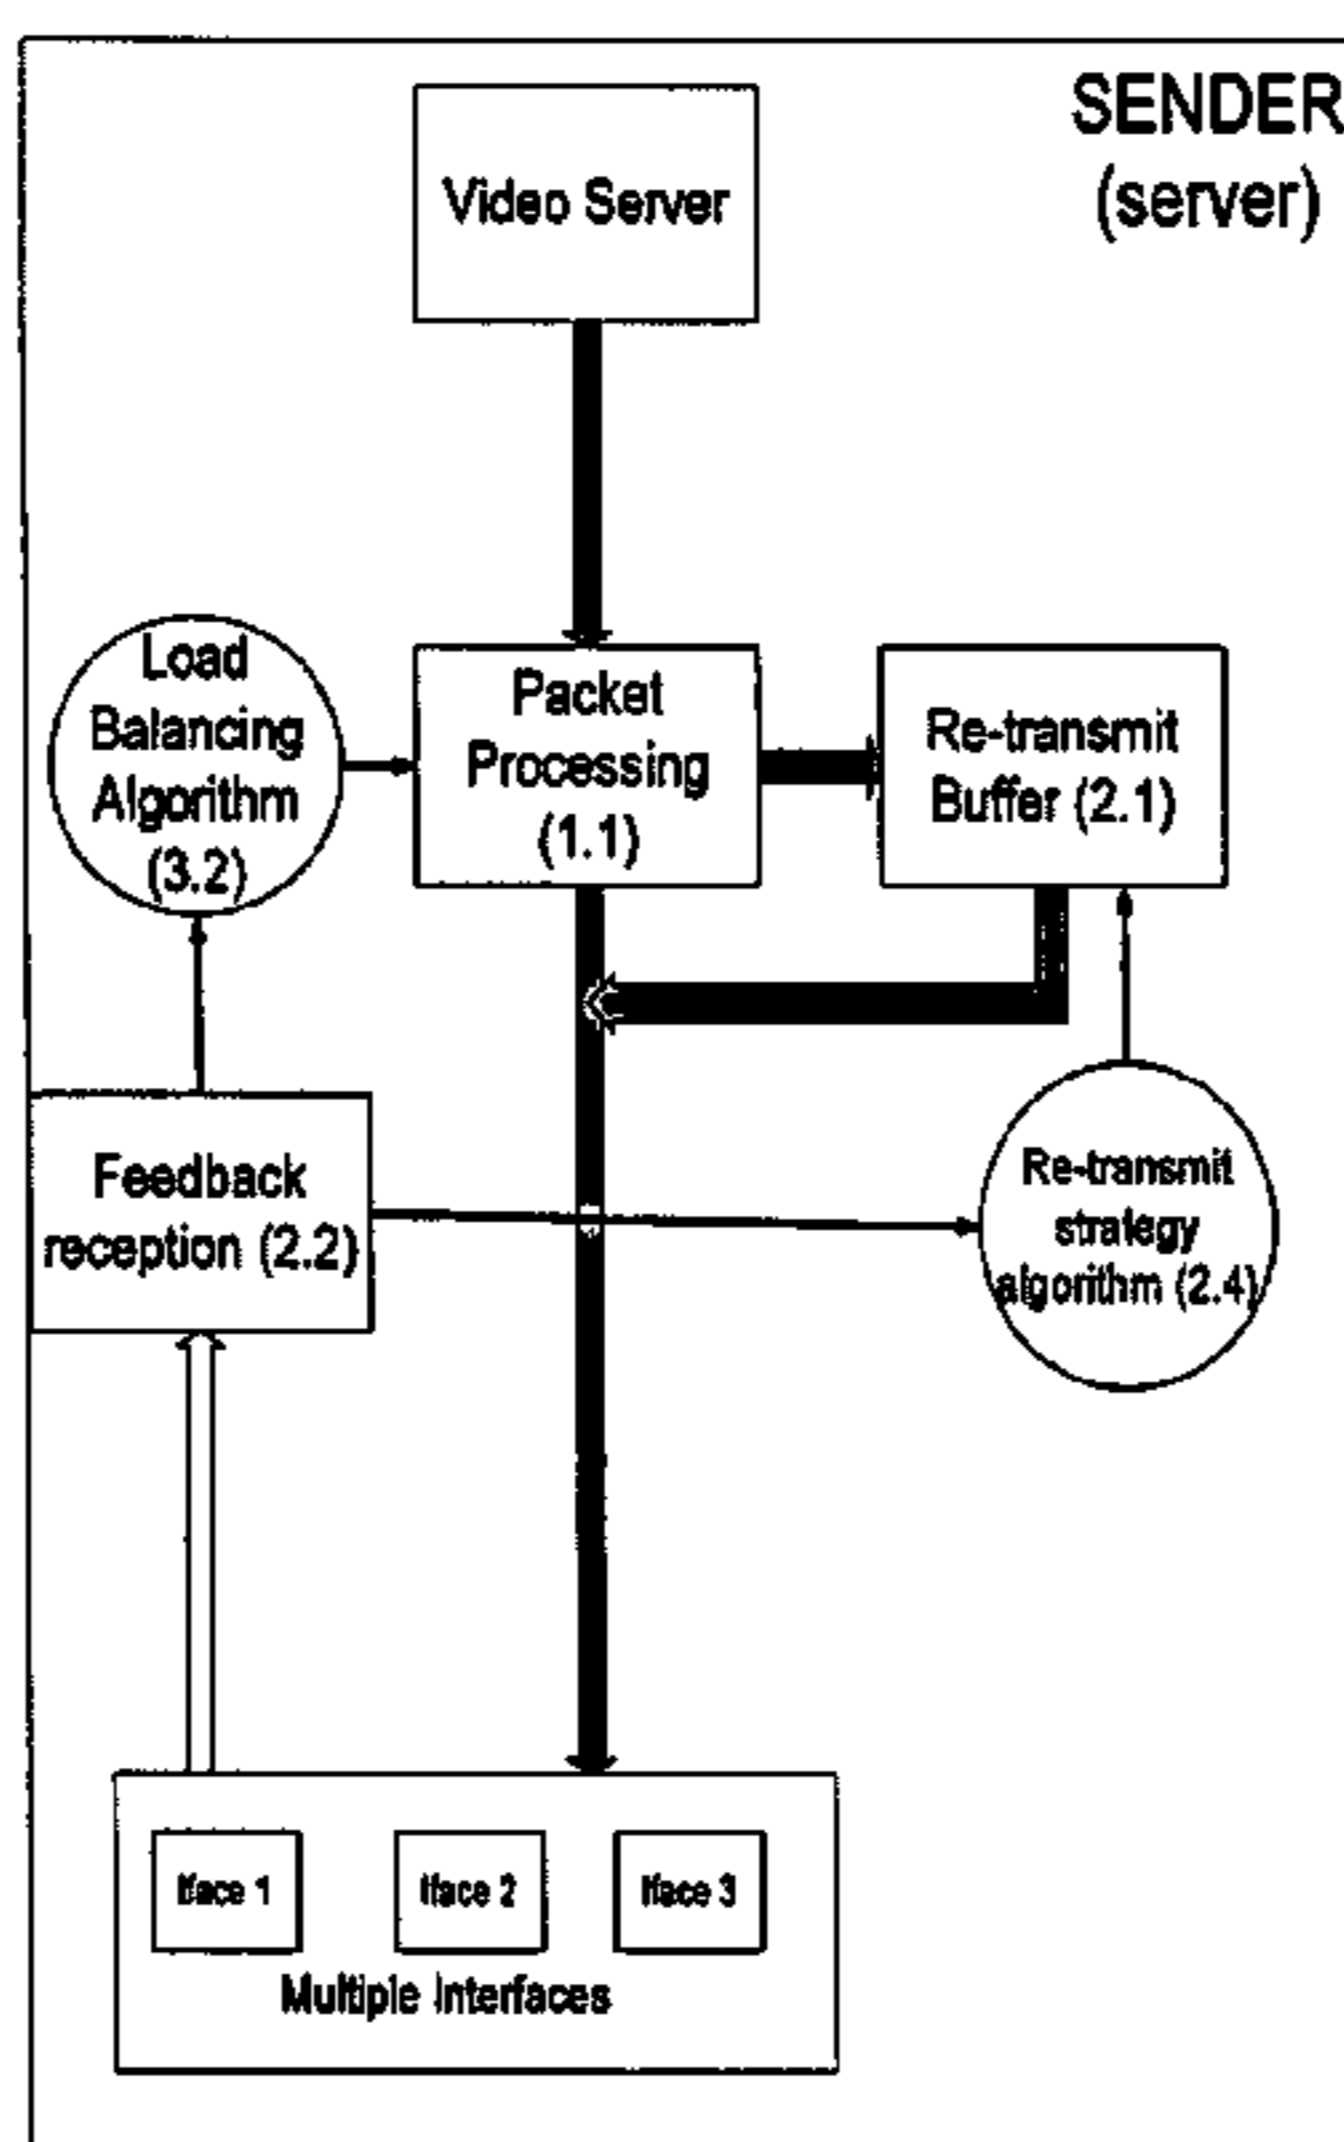 SENDER
(server)
Video Server
Load
Balancing
Algorithm
(3.2)
Packet
Processing
(1.1)
Re-transmit
Buffer (2.1)
Feedback
reception (2.2)
Re-transmit
strategy
algorithm (2.4)
Iface 1
Iface 2
Iface 3
Multiple Interfaces